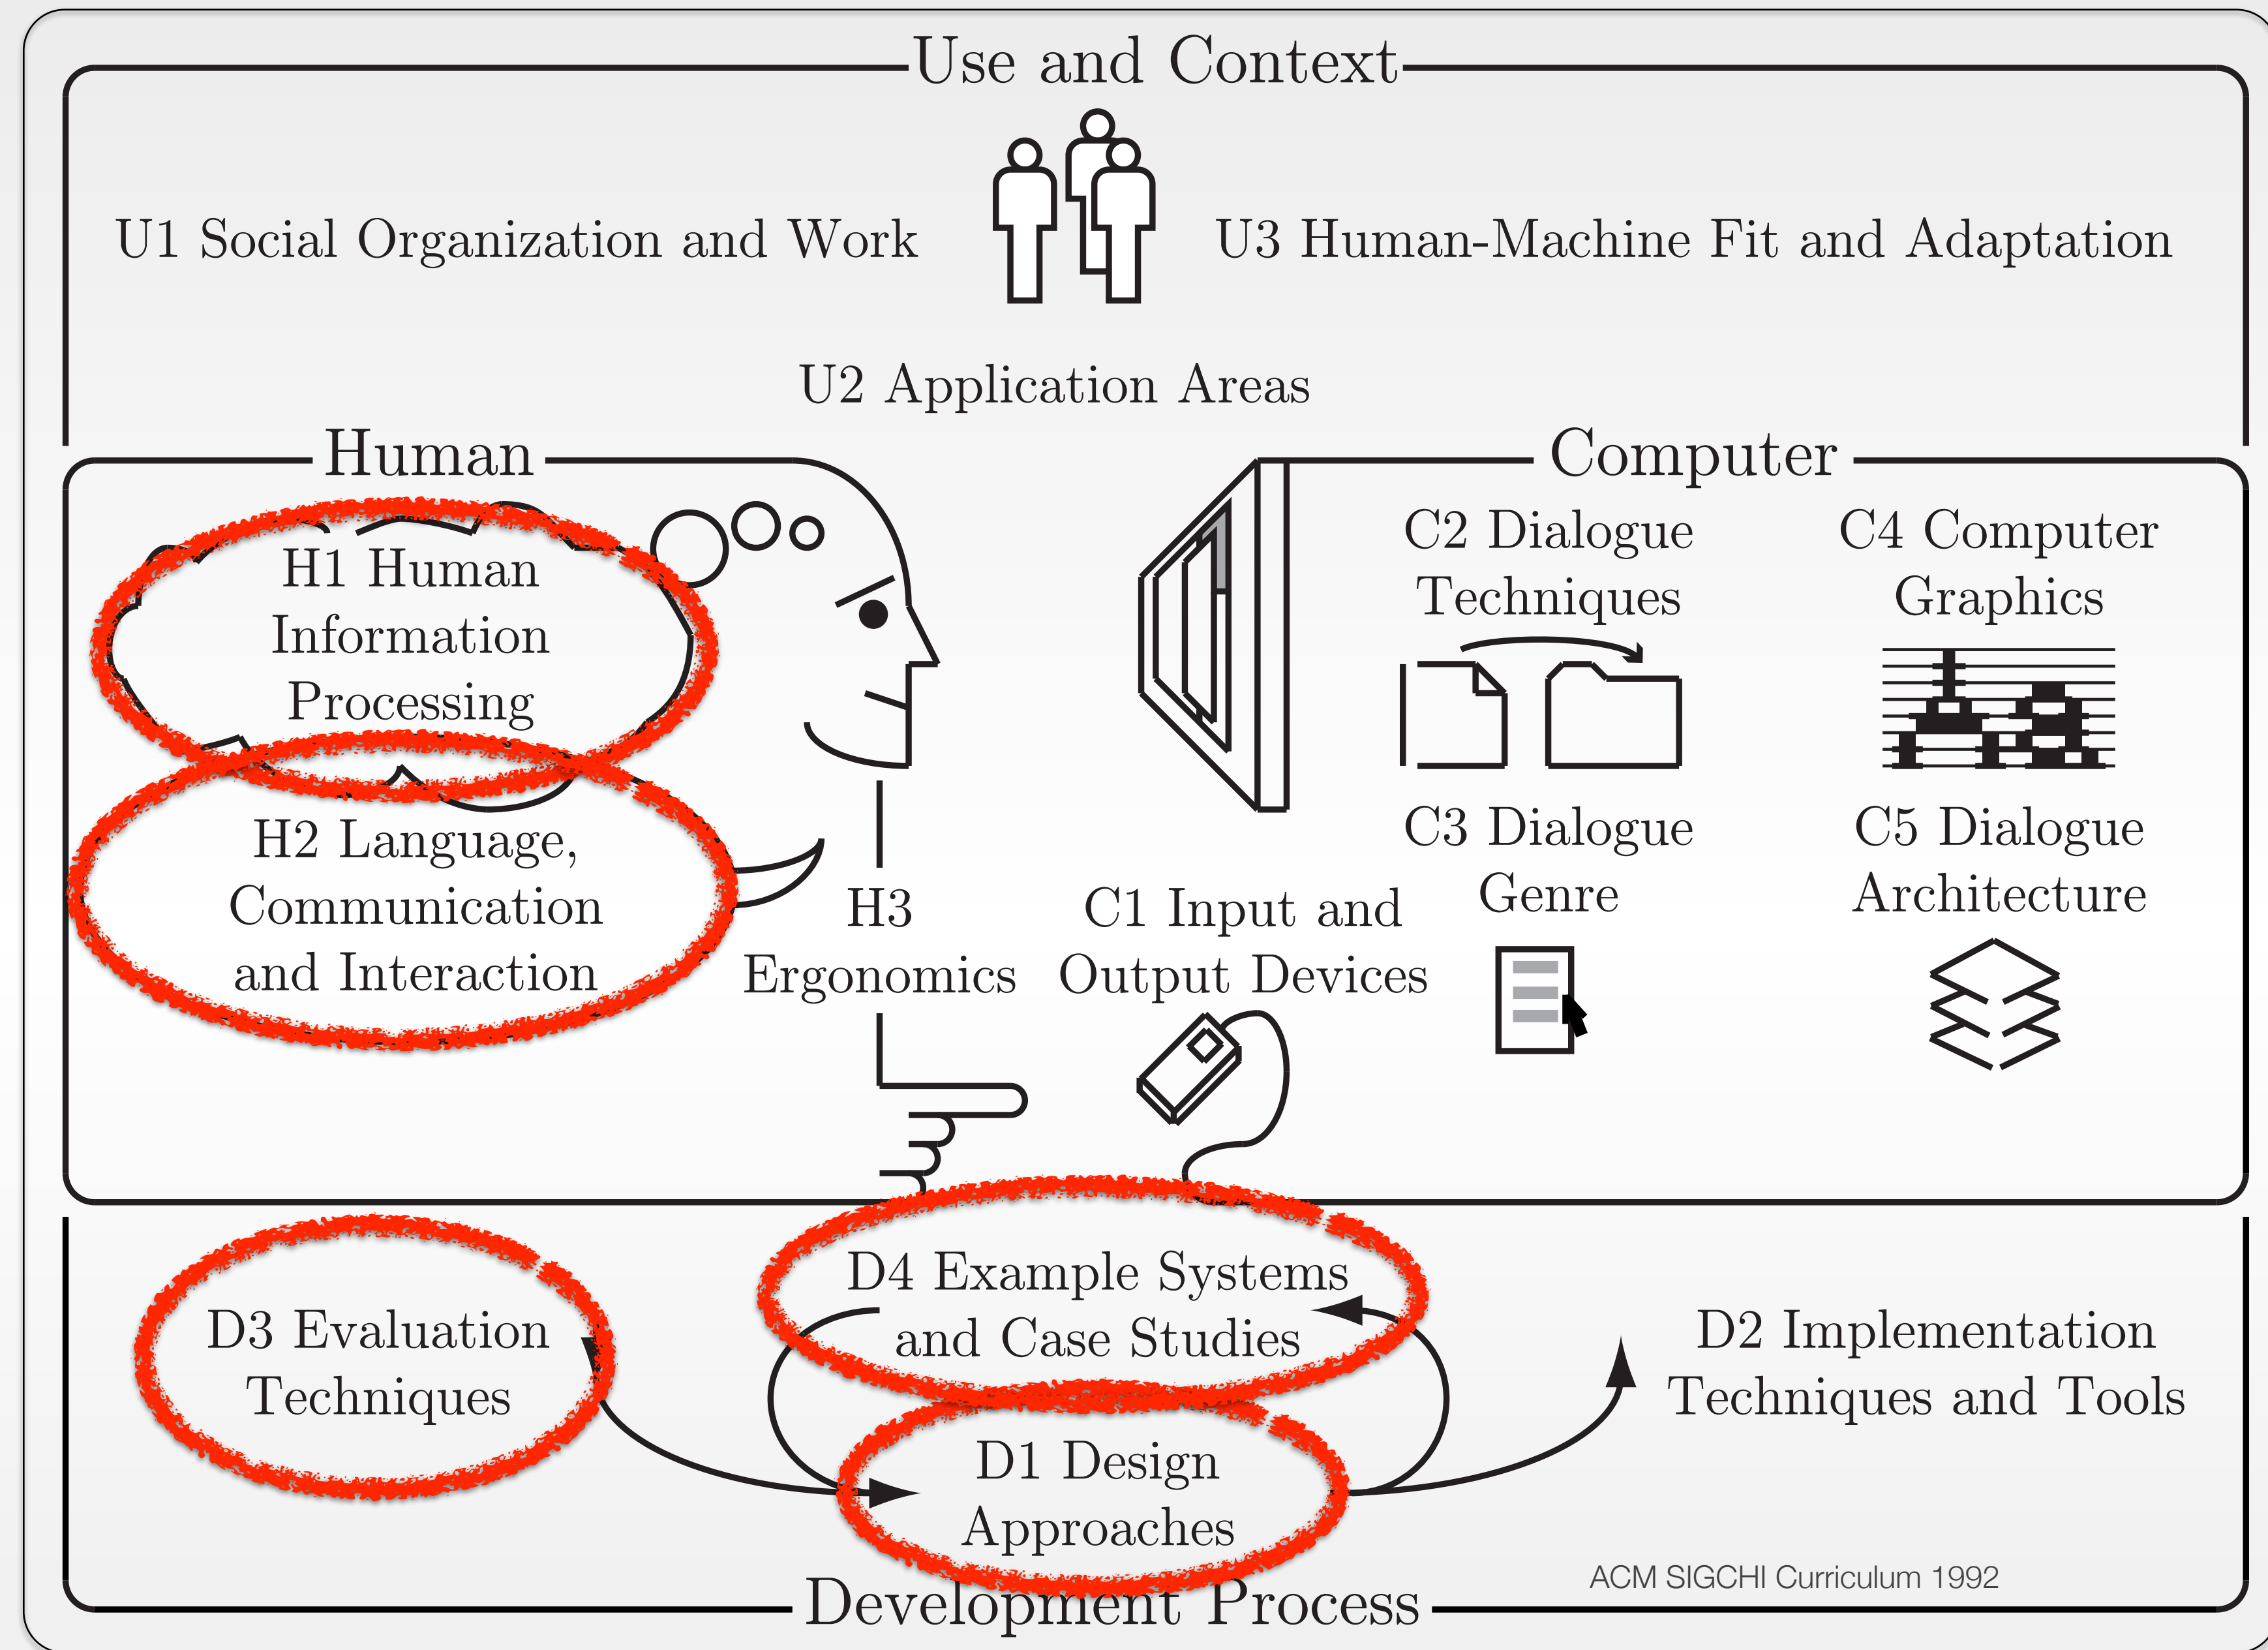 Use and Context
U1 Social Organization and Work
U3 Human-Machine Fit and Adaptation
U2 Application Areas
Human
H1 Human
Information
Processing
H2 Language,
Communication
and Interaction
H3
Ergonomics
Computer
C1 Input and
Output Devices
C2 Dialogue
Techniques
C3 Dialogue
Genre
C4 Computer
Graphics
C5 Dialogue
Architecture
D3 Evaluation
Techniques
D4 Example Systems
and Case Studies
D1 Design
Approaches
D2 Implementation
Techniques and Tools
ACM SIGCHI Curriculum 1992
Development Process